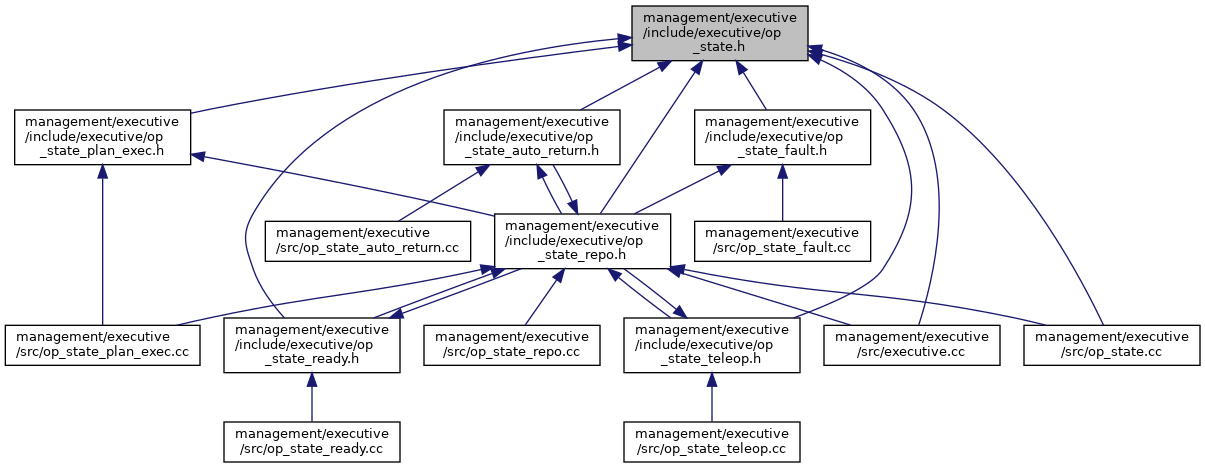 management/executive
/include/executive/op
_state.h
management/executive
/include/executive/op
_state_plan_exec.h
management/executive
/include/executive/op
_state_auto_return.h
management/executive
/include/executive/op
_state_fault.h
management/executive
/src/op_state_auto_return.cc
management/executive
/include/executive/op
_state_repo.h
management/executive
/src/op_state_fault.cc
management/executive
/src/op_state_plan_exec.cc
management/executive
/include/executive/op
_state_ready.h
management/executive
/src/op_state_repo.cc
management/executive
/include/executive/op
_state_teleop.h
management/executive
/src/executive.cc
management/executive
/src/op_state.cc
management/executive
/src/op_state_ready.cc
management/executive
/src/op_state_teleop.cc